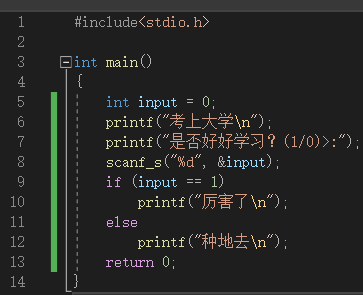 1 #include<stdio.h>
2
3 int main()
4 {
5 int input = 0;
6 printf("考上大学\n");
7 printf("是否好好学习？(1/0)>:");
8 scanf_s("%d", &input);
9 if (input == 1)
10 printf("厉害了\n");
11 else
12 printf("种地去\n");
13 return 0;
14 }